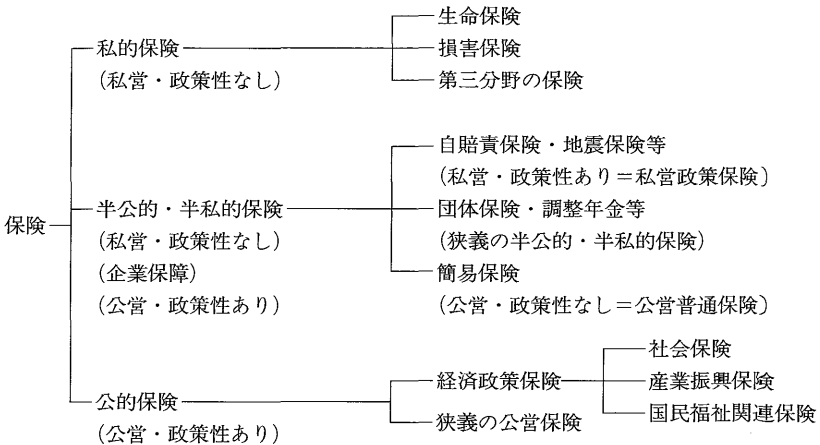 生命保険
私的保険
損害保険
(私営・政策性なし)
第三分野の保険
自賠責保険・地震保険等
(私営・政策性あり=私営政策保険)
保険
半公的・半私的保険
団体保険・調整年金等
(私営・政策性なし)
(狭義の半公的・半私的保険)
(企業保障)
簡易保険
(公営・政策性あり)
(公営・政策性なし=公営普通保険)
社会保険
公的保険
経済政策保険
産業振興保険
(公営・政策性あり)
狭義の公営保険
国民福祉関連保険